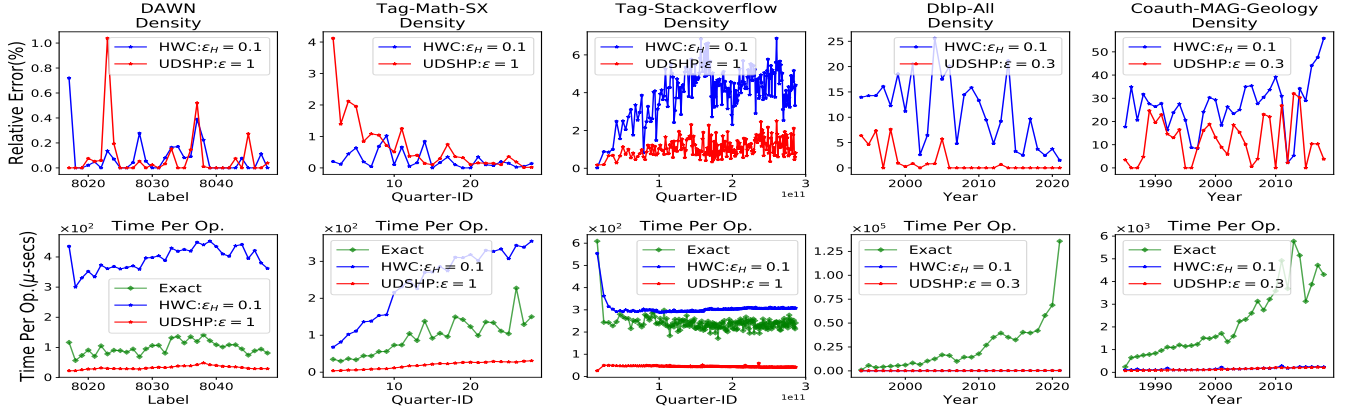 DAWN
Density
Relative Error(%)
1.0
0.8
0.6
0.4
0.2
0.0
HWC:εH = 0.1
UDSHP:ε = 1
8020
8030
8040
Label
Tag-Math-SX
Density
4
3
2
1
0
HWC:εH = 0.1
UDSHP:ε = 1
10
20
Quarter-ID
Tag-Stackoverflow
Density
6
4
2
0
HWC:εH = 0.1
UDSHP:ε = 1
1
2
3
1e11
Quarter-ID
Dblp-All
Density
25
20
15
10
5
0
HWC:εH = 0.1
UDSHP:ε = 0.3
2000
2010
2020
Year
Coauth-MAG-Geology
Density
50
40
30
20
10
0
HWC:εH = 0.1
UDSHP:ε = 0.3
1990
2000
2010
Year
Time Per Op.
Time Per Op.(μ-secs)
×10²
4
3
2
1
0
Exact
HWC:εH = 0.1
UDSHP:ε = 1
8020
8030
8040
Label
Time Per Op.
×10²
3
2
1
0
Exact
HWC:εH = 0.1
UDSHP:ε = 1
10
20
Quarter-ID
Time Per Op.
×10²
6
5
4
3
2
1
0
Exact
HWC:εH = 0.1
UDSHP:ε = 1
1
2
3
1e11
Quarter-ID
Time Per Op.
×10⁵
1.25
1.00
0.75
0.50
0.25
0.00
Exact
HWC:εH = 0.1
UDSHP:ε = 0.3
2000
2010
2020
Year
Time Per Op.
×10³
6
5
4
3
2
1
0
Exact
HWC:εH = 0.1
UDSHP:ε = 0.3
1990
2000
2010
Year